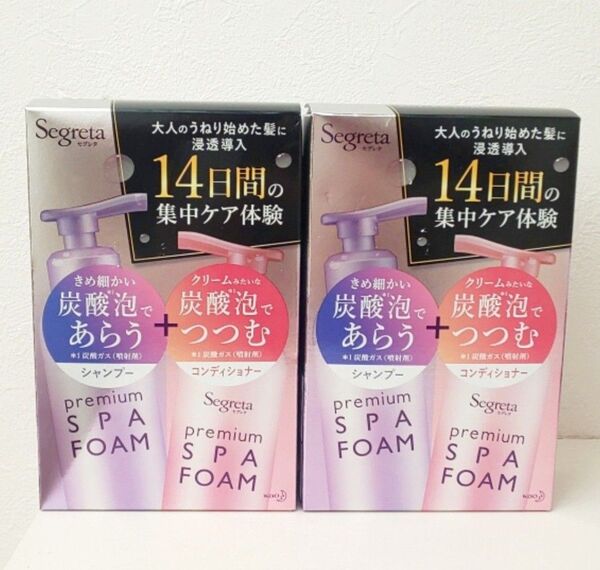 Segreta
セグレタ
大人のうねり始めた髪に
浸透導入
14日間の
集中ケア体験
きめ細かい
炭酸泡で
*1
あらう
*1 炭酸ガス(噴射剤)
シャンプー
+
クリームみたいな
炭酸泡で
*1
つつむ
*1 炭酸ガス(噴射剤)
コンディショナー
premium
SPA
FOAM
Segreta
セグレタ
premium
SPA
FOAM
KAO
Segreta
セグレタ
大人のうねり始めた髪に
浸透導入
14日間の
集中ケア体験
きめ細かい
炭酸泡で
*1
あらう
*1 炭酸ガス(噴射剤)
シャンプー
+
クリームみたいな
炭酸泡で
*1
つつむ
*1 炭酸ガス(噴射剤)
コンディショナー
premium
SPA
FOAM
Segreta
セグレタ
premium
SPA
FOAM
KAO